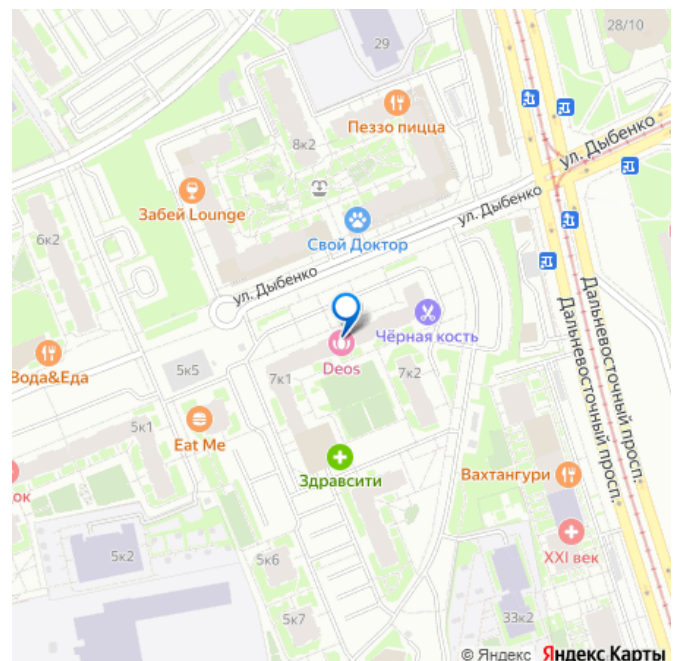 28/10
29
Пеззо пицца
8к2
ул. Дыбенко
Забей Lounge
ул. Дыбенко
Свой Доктор
6к2
ул. Дыбенко
Чёрная кость
Deos
Вода&Еда
5к5
7к1
7к2
Дальневосточный просп.
Дальневосточный просп.
5к1
Eat Me
Здравсити
Вахтангури
ок
XXI век
5к2
5к6
5к7
33к2
© Яндекс Яндекс Карты